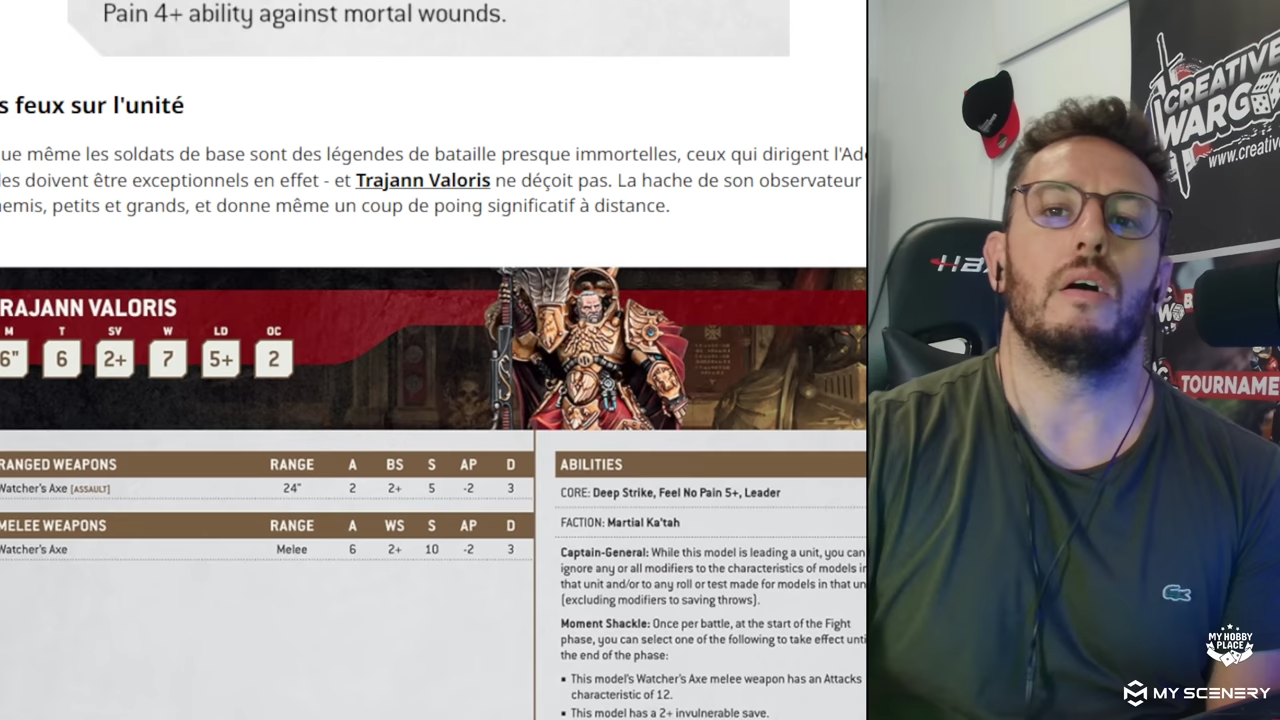 Pain 4+ ability against mortal wounds.
s feux sur l'unité
ue même les soldats de base sont des légendes de bataille presque immortelles, ceux qui dirigent l'Ad
les doivent être exceptionnels en effet - et Trajann Valoris ne déçoit pas. La hache de son observateur
emis, petits et grands, et donne même un coup de poing significatif à distance.
RAJANN VALORIS
M T SV W LD OC
6" 6 2+ 7 5+ 2
RANGED WEAPONS RANGE A BS S AP D
Watcher's Axe [ASSAULT] 24" 2 2+ 5 -2 3
MELEE WEAPONS RANGE A WS S AP D
Watcher's Axe Melee 6 2+ 10 -2 3
ABILITIES
CORE: Deep Strike, Feel No Pain 5+, Leader
FACTION: Martial Ka'tah
Captain-General: While this model is leading a unit, you can
ignore any or all modifiers to the characteristics of models in
that unit and/or to any roll or test made for models in that un
(excluding modifiers to saving throws).
Moment Shackle: Once per battle, at the start of the Fight
phase, you can select one of the following to take effect unti
the end of the phase:
▪ This model's Watcher's Axe melee weapon has an Attacks
characteristic of 12.
▪ This model has a 2+ invulnerable save.
CREATIVE
WARG
www.creativ
TOURNAME
MY HOBBY
PLACE
MY SCENERY